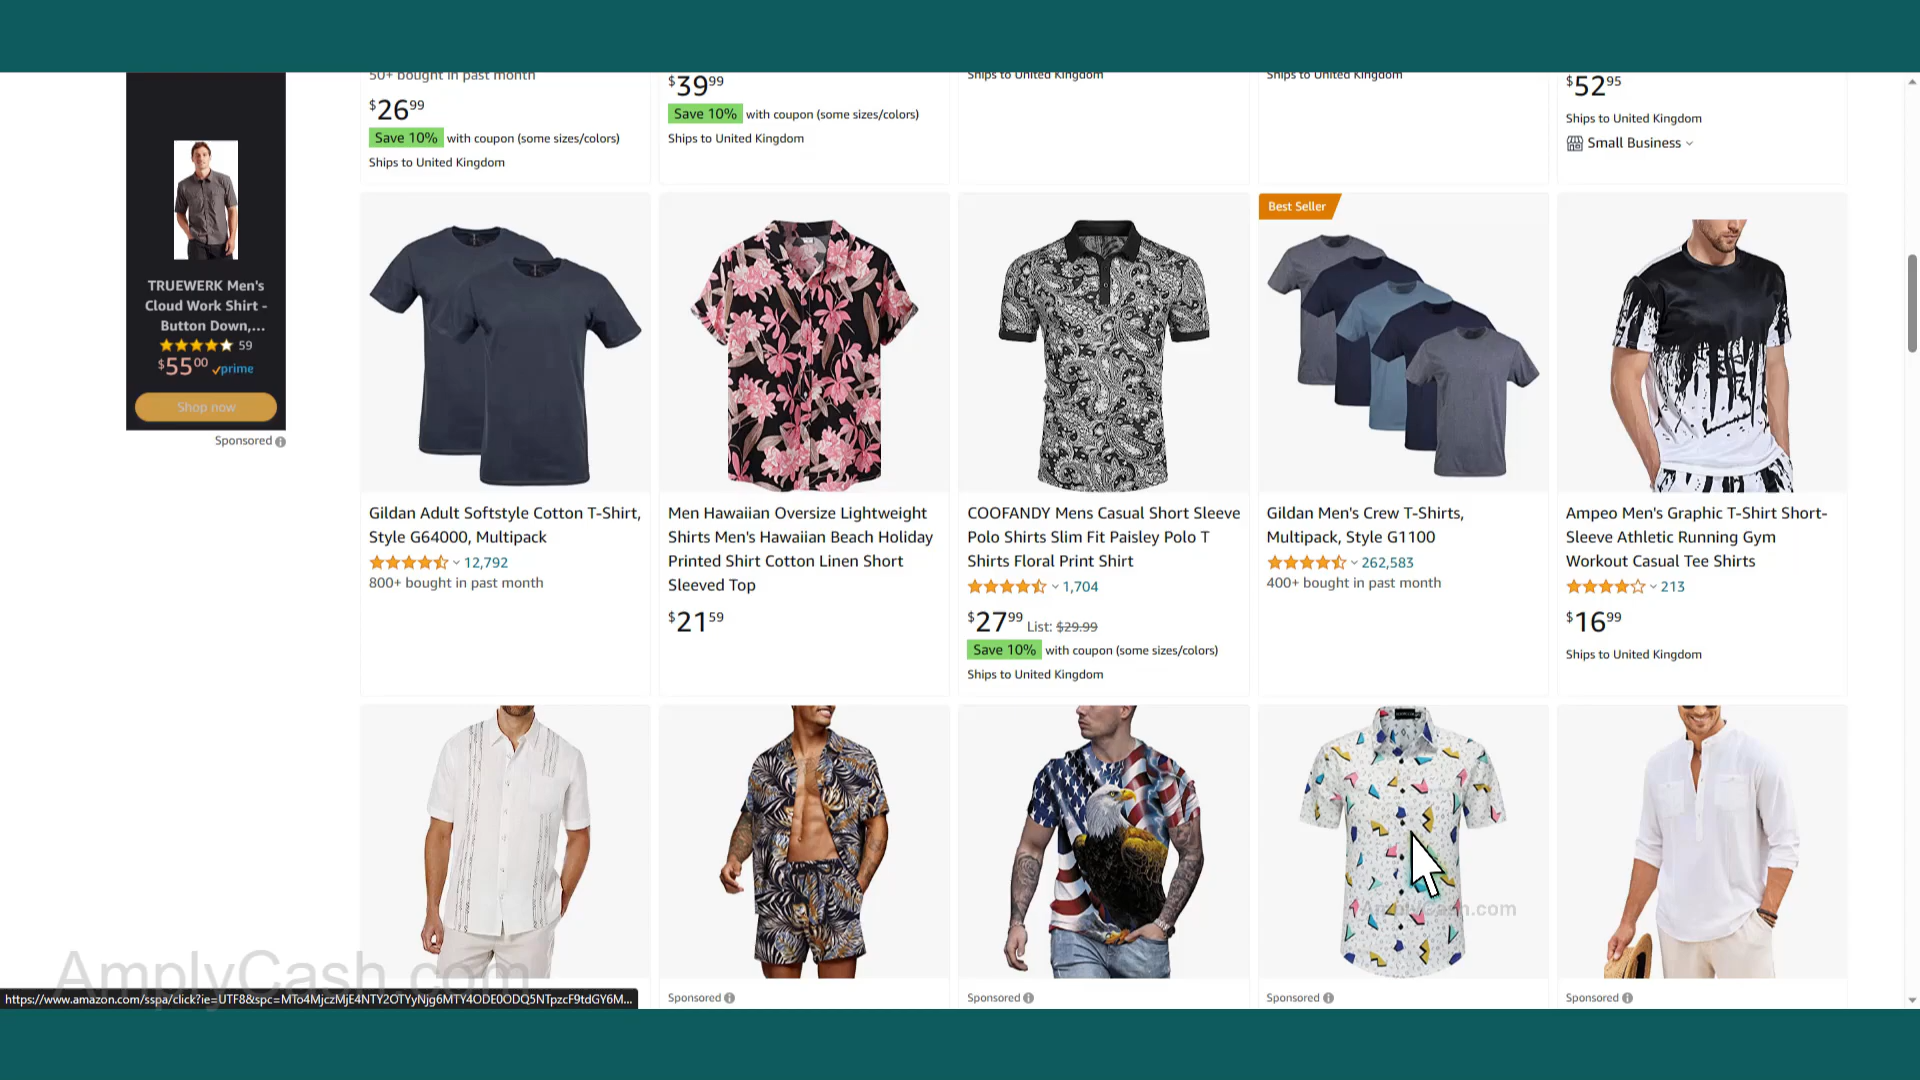 50+ bought in past month
$26.99
Save 10% with coupon (some sizes/colors)
Ships to United Kingdom
$39.99
Save 10% with coupon (some sizes/colors)
Ships to United Kingdom
Ships to United Kingdom
Ships to United Kingdom
$52.95
Ships to United Kingdom
Small Business
TRUEWERK Men's
Cloud Work Shirt -
Button Down,...
59
$55.00 prime
Shop now
Sponsored
Gildan Adult Softstyle Cotton T-Shirt,
Style G64000, Multipack
12,792
800+ bought in past month
Men Hawaiian Oversize Lightweight
Shirts Men's Hawaiian Beach Holiday
Printed Shirt Cotton Linen Short
Sleeved Top
$21.59
COOFANDY Mens Casual Short Sleeve
Polo Shirts Slim Fit Paisley Polo T
Shirts Floral Print Shirt
1,704
$27.99 List: $29.99
Save 10% with coupon (some sizes/colors)
Ships to United Kingdom
Best Seller
Gildan Men's Crew T-Shirts,
Multipack, Style G1100
262,583
400+ bought in past month
Ampeo Men's Graphic T-Shirt Short-
Sleeve Athletic Running Gym
Workout Casual Tee Shirts
213
$16.99
Ships to United Kingdom
AmplyCash.com
AmplyCash.com
https://www.amazon.com/sspa/click?ie=UTF8&spc=MTo4MjczMjE4NTY2OTYyNjg6MTY4ODE0ODQ5NTpzcF9tdGY6M...
Sponsored
Sponsored
Sponsored
Sponsored